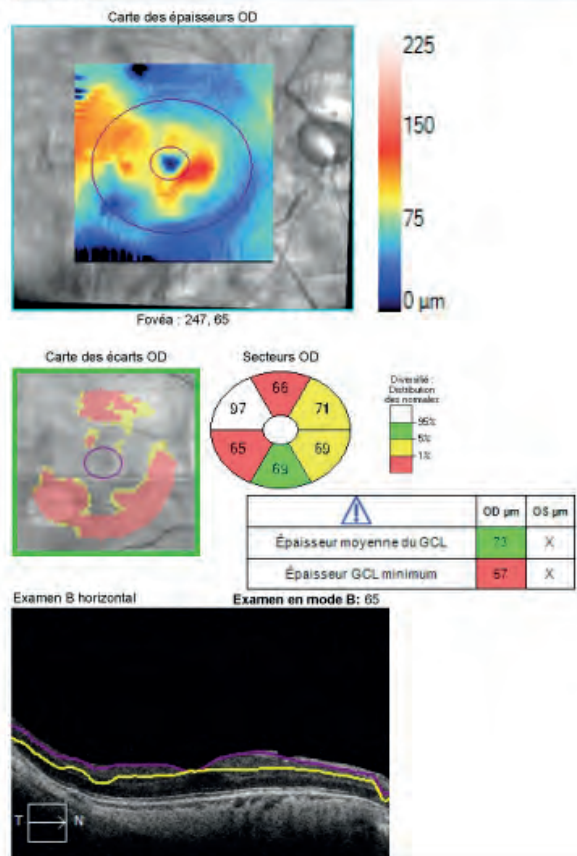 Carte des épaisseurs OD
225
150
75
0 µm
Fovéa : 247, 65
Carte des écarts OD
Secteurs OD
66
97
71
65
69
69
Diversifié :
Distribution
des normales
95%
5%
1%
OD µm OS µm
Épaisseur moyenne du GCL 73 X
Épaisseur GCL minimum 57 X
Examen B horizontal
Examen en mode B: 65
T N